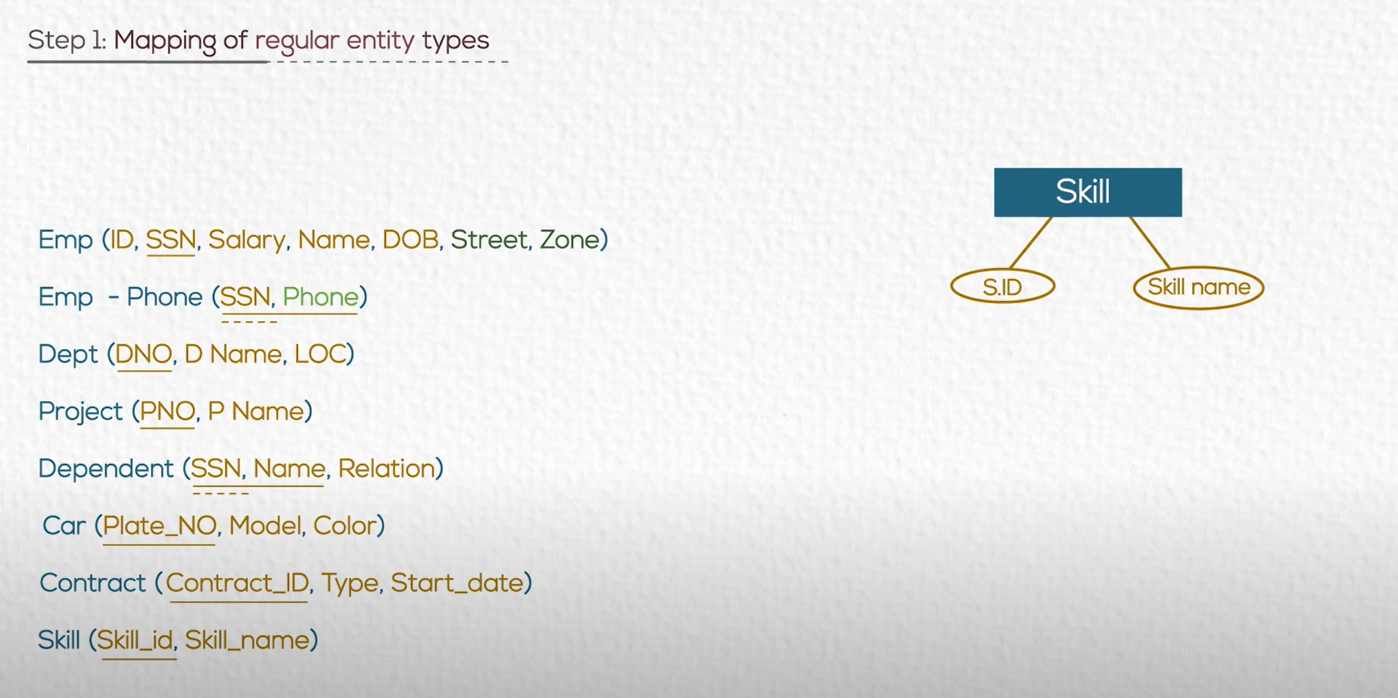 Step 1: Mapping of regular entity types
Emp (ID, SSN, Salary, Name, DOB, Street, Zone)
Emp - Phone (SSN, Phone)
Dept (DNO, D Name, LOC)
Project (PNO, P Name)
Dependent (SSN, Name, Relation)
Car (Plate_NO, Model, Color)
Contract (Contract_ID, Type, Start_date)
Skill (Skill_id, Skill_name)
Skill
S.ID
Skill name